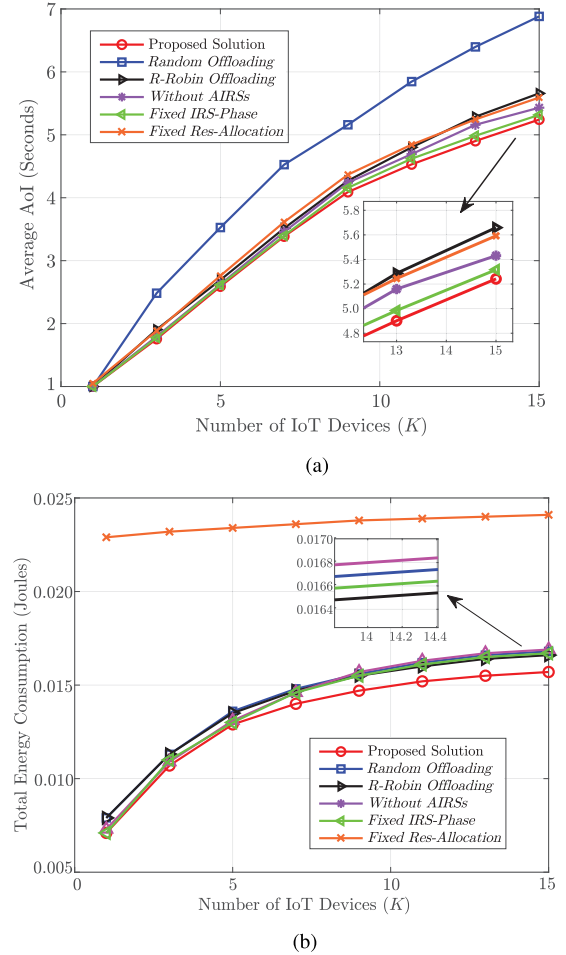 7
6
5
4
3
2
1
Average AoI (Seconds)
Proposed Solution
Random Offloading
R-Robin Offloading
Without AIRSs
Fixed IRS-Phase
Fixed Res-Allocation
5.8
5.6
5.4
5.2
5.0
4.8
13 14 15
0 5 10 15
Number of IoT Devices (K)
(a)
0.025
0.020
0.015
0.010
0.005
Total Energy Consumption (Joules)
0.0170
0.0168
0.0166
0.0164
14 14.2 14.4
Proposed Solution
Random Offloading
R-Robin Offloading
Without AIRSs
Fixed IRS-Phase
Fixed Res-Allocation
0 5 10 15
Number of IoT Devices (K)
(b)